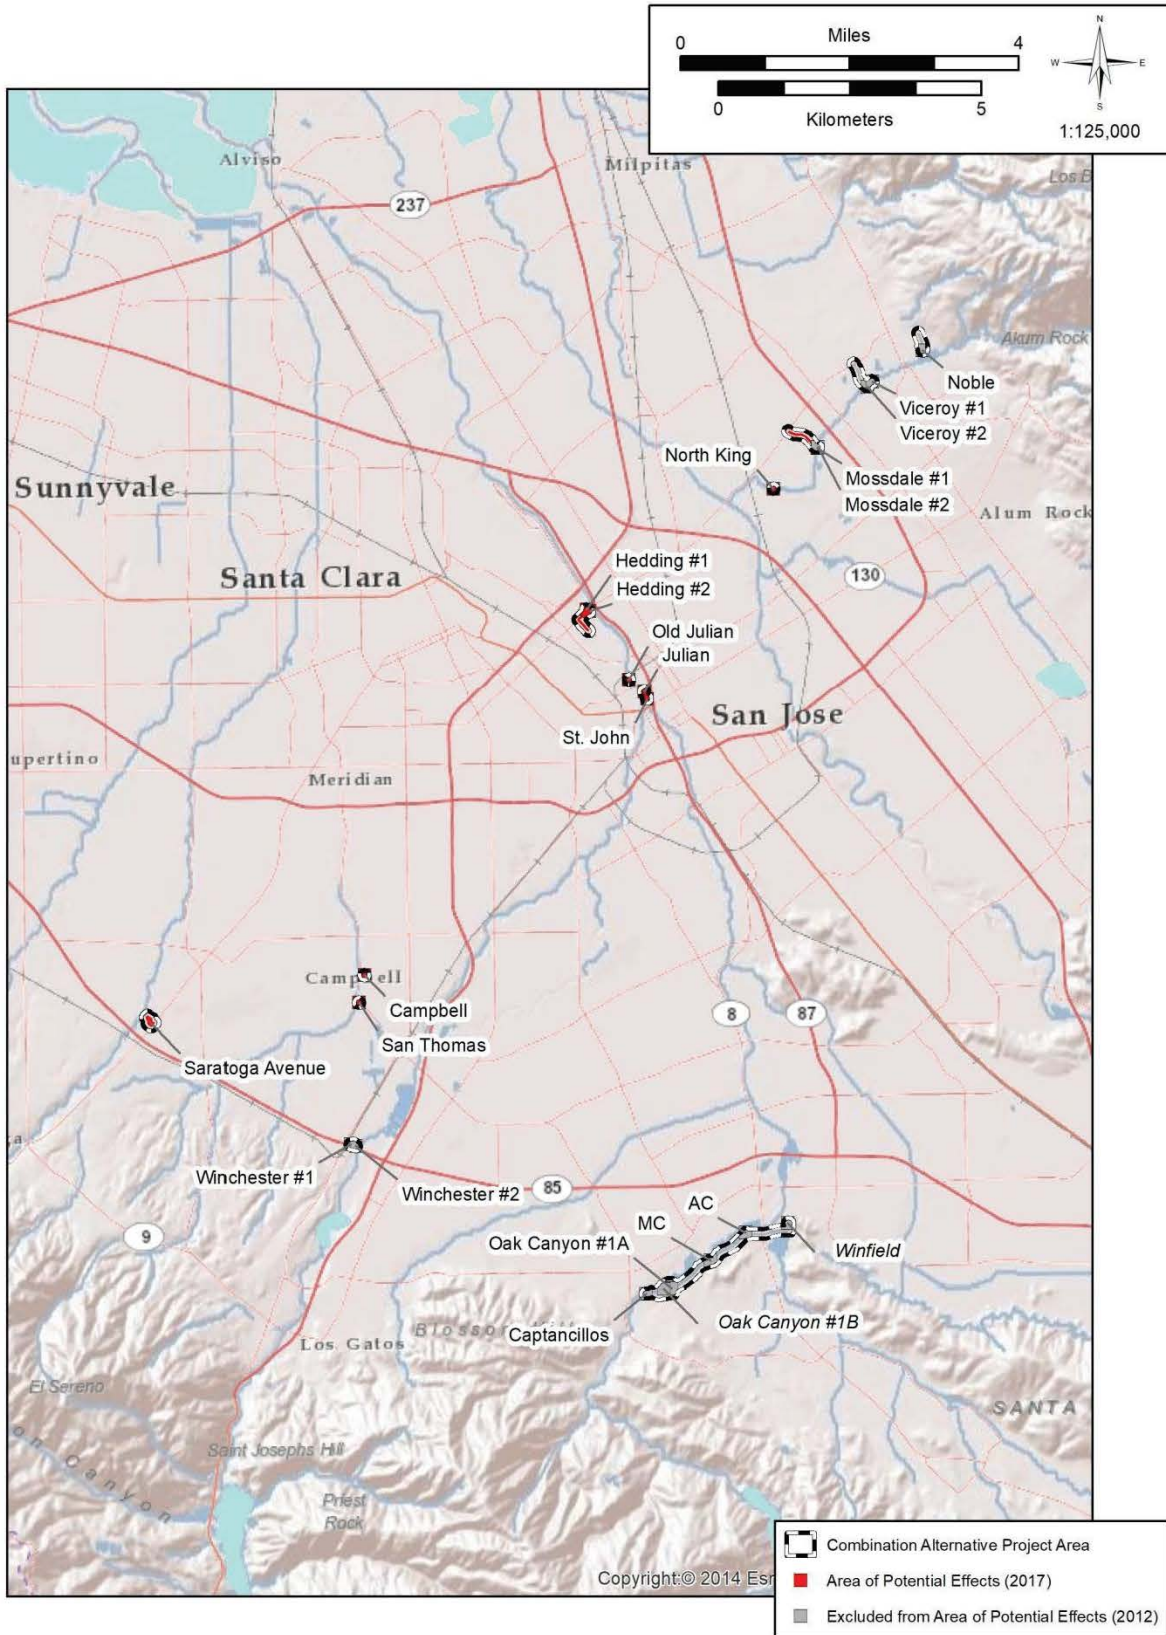 0 Miles 4
0 Kilometers 5
N
W E
S
1:125,000
Alviso
Milpitas
Los B
237
Akum Rock
Noble
Viceroy #1
Viceroy #2
North King
Mossdale #1
Mossdale #2
Sunnyvale
Alum Rock
Hedding #1
Hedding #2
Santa Clara
130
Old Julian
Julian
San Jose
St. John
upertino
Meridian
Campbell
Campbell
8
87
San Thomas
Saratoga Avenue
ga
Winchester #1
Winchester #2
85
AC
MC
9
Oak Canyon #1A
Winfield
Oak Canyon #1B
Captancillos
Los Gatos
El Sereno
SANTA
on Canyon
Saint Josephs Hill
Priest
Rock
Copyright:© 2014 Esr
Combination Alternative Project Area
Area of Potential Effects (2017)
Excluded from Area of Potential Effects (2012)